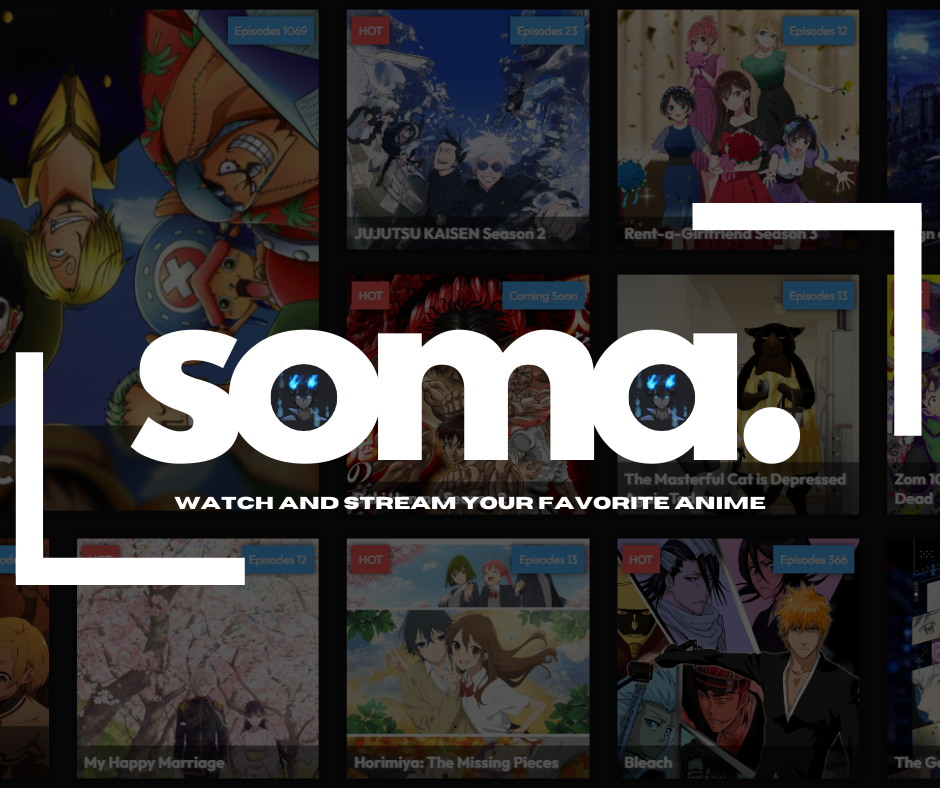 Episodes 1069
HOT
Episodes 23
Episodes 12
JUJUTSU KAISEN Season 2
Rent-a-Girlfriend Season 3
HOT
Coming Soon
Episodes 13
soma.
The Masterful Cat is Depressed
Zom 10
Dead
WATCH AND STREAM YOUR FAVORITE ANIME
HOT
Episodes 12
HOT
Episodes 13
HOT
Episodes 366
My Happy Marriage
Horimiya: The Missing Pieces
Bleach
The